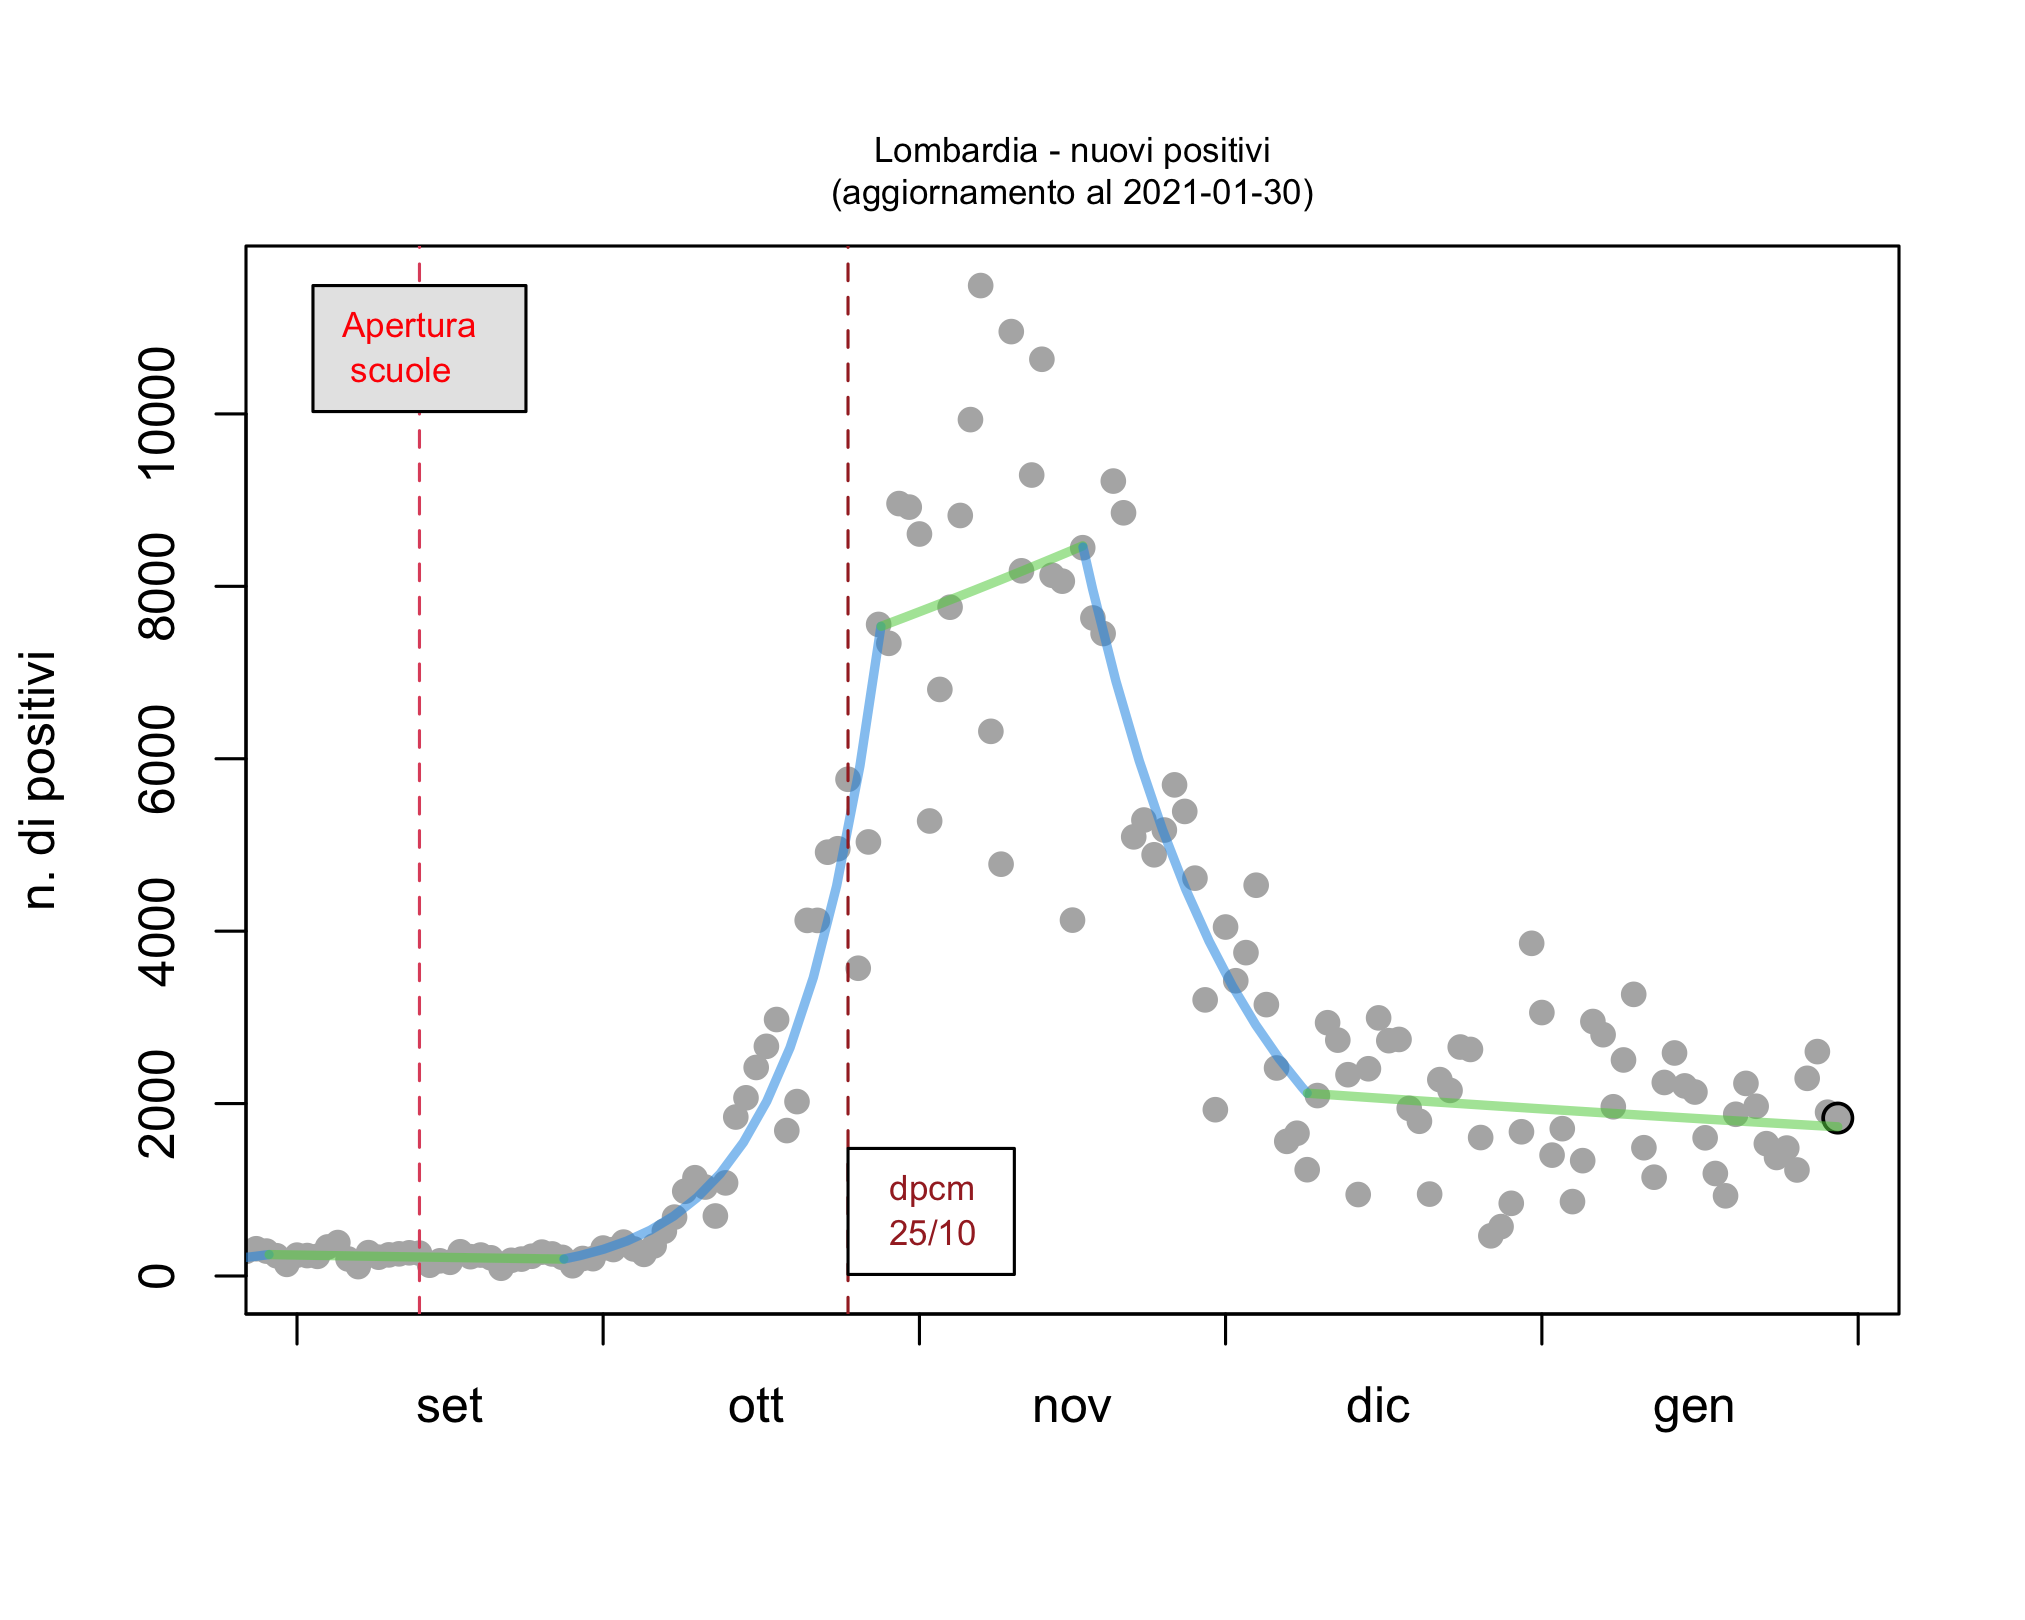 Lombardia - nuovi positivi
(aggiornamento al 2021-01-30)
Apertura
scuole
n. di positivi
10000
8000
6000
4000
2000
0
dpcm
25/10
set
ott
nov
dic
gen